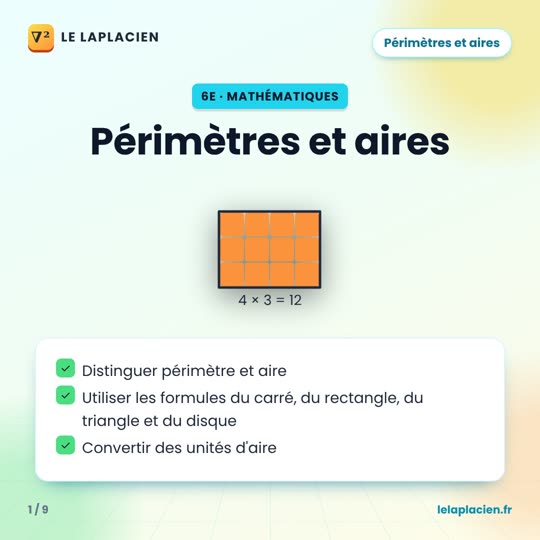 ∇² LE LAPLACIEN
Périmètres et aires
6E · MATHÉMATIQUES
Périmètres et aires
4 × 3 = 12
Distinguer périmètre et aire
Utiliser les formules du carré, du rectangle, du
triangle et du disque
Convertir des unités d'aire
1 / 9
lelaplacien.fr